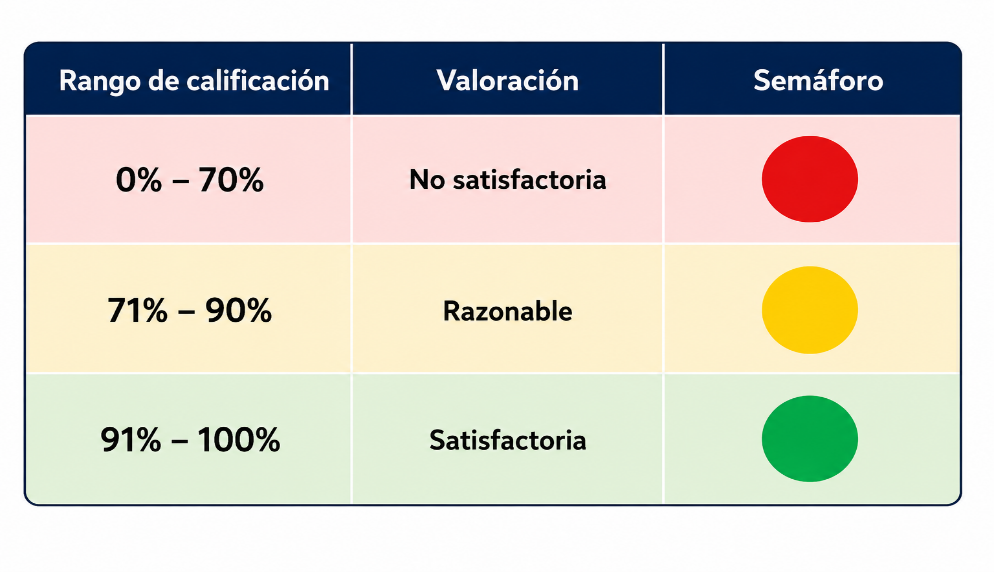 Rango de calificación
Valoración
Semáforo
0% – 70%
No satisfactoria
71% – 90%
Razonable
91% – 100%
Satisfactoria